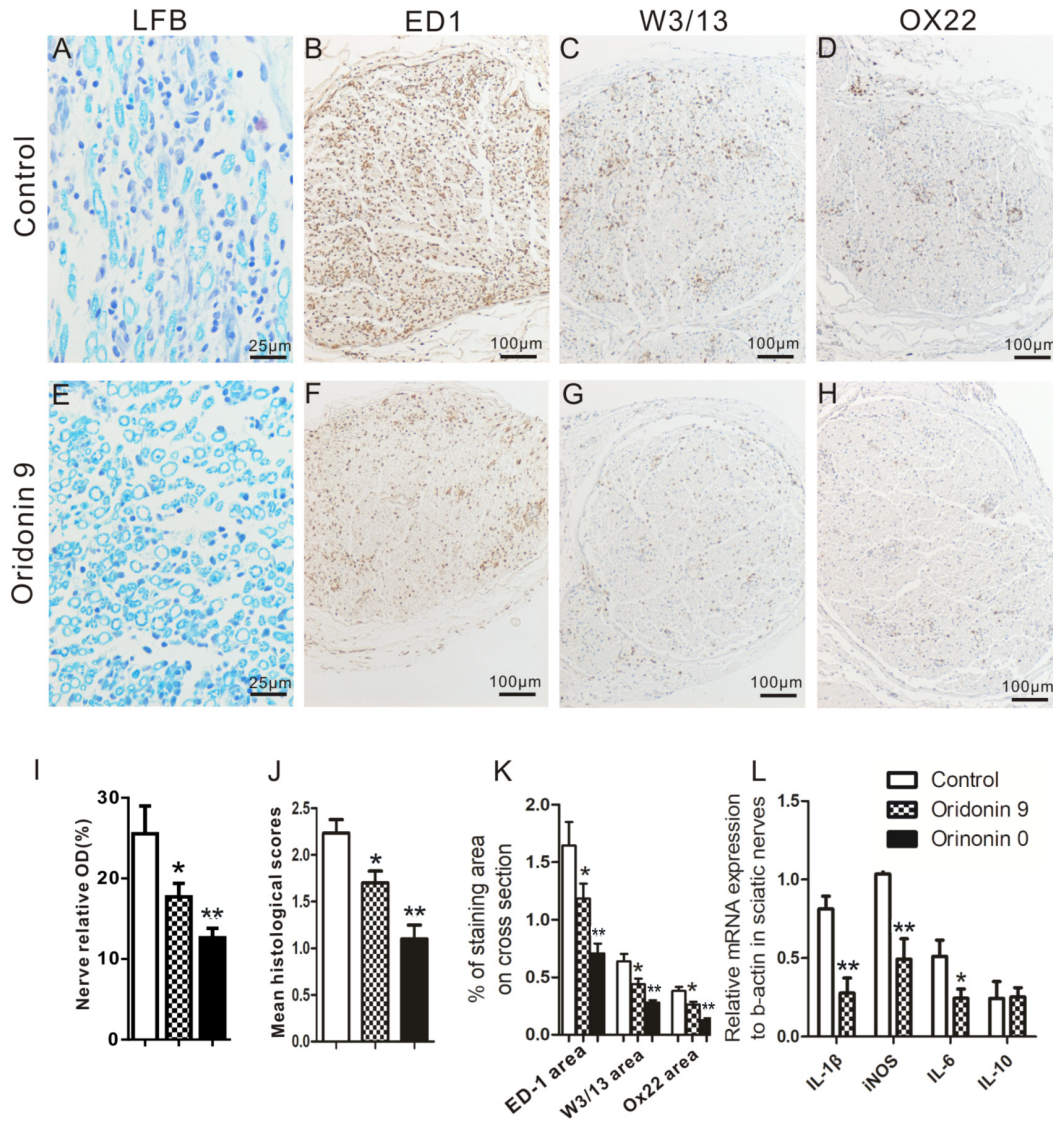 LFB ED1 W3/13 OX22
Control
A B C D
25μm 100μm 100μm 100μm
Oridonin 9
E F G H
25μm 100μm 100μm 100μm
I
Nerve relative OD(%)
30
20
10
0
* **
J
Mean histological scores
2.5
2.0
1.5
1.0
0.5
0.0
* **
K
% of staining area
on cross section
2.0
1.5
1.0
0.5
0.0
* ** * ** * **
ED-1 area W3/13 area Ox22 area
L
Control
Oridonin 9
Orinonin 0
Relative mRNA expression
to b-actin in sciatic nerves
1.5
1.0
0.5
0.0
** ** *
IL-1β iNOS IL-6 IL-10